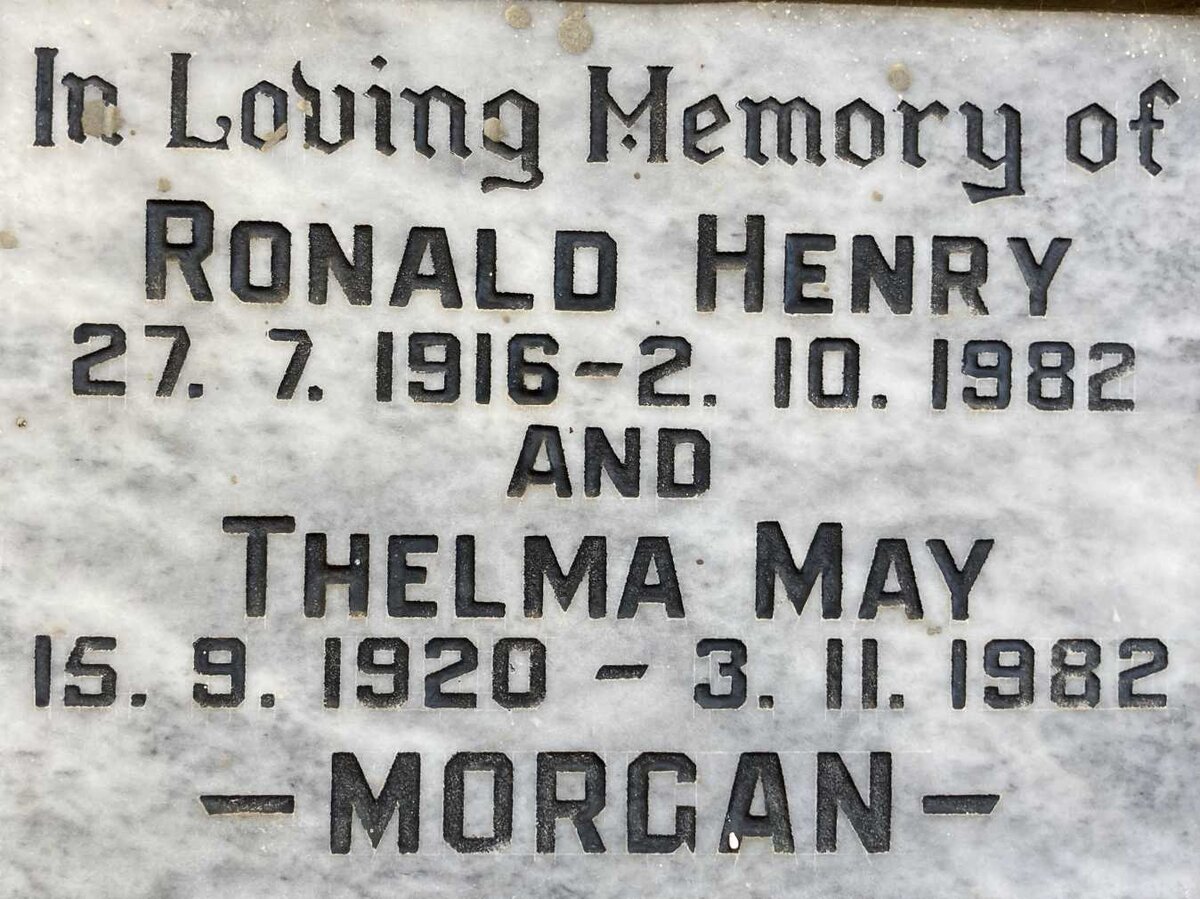 In Loving Memory of
RONALD HENRY
27. 7. 1916 - 2. 10. 1982
AND
THELMA MAY
15. 9. 1920 - 3. 11. 1982
- MORGAN -